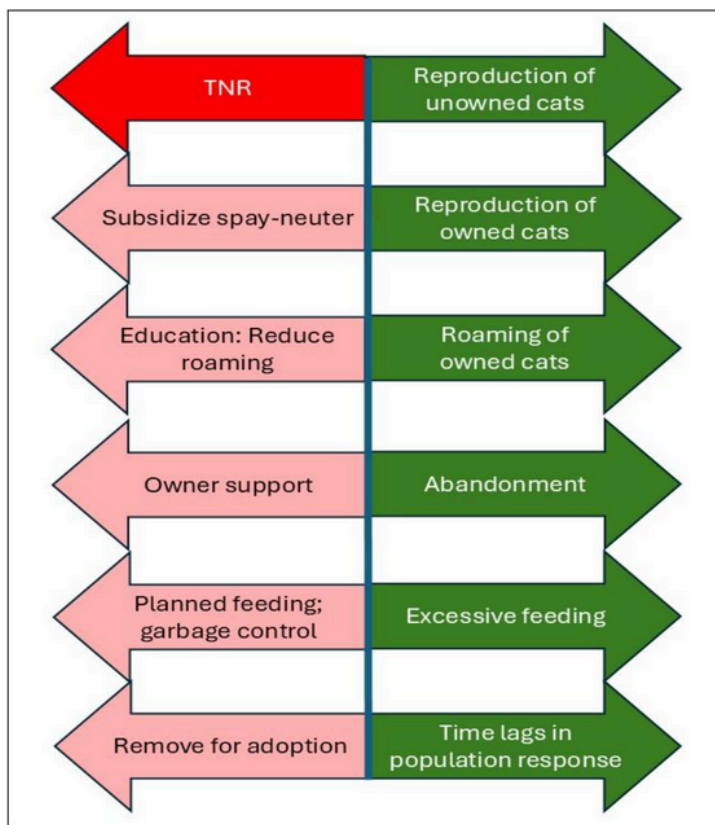 TNR
Reproduction of
unowned cats
Subsidize spay-neuter
Reproduction of
owned cats
Education: Reduce
roaming
Roaming of
owned cats
Owner support
Abandonment
Planned feeding;
garbage control
Excessive feeding
Remove for adoption
Time lags in
population response